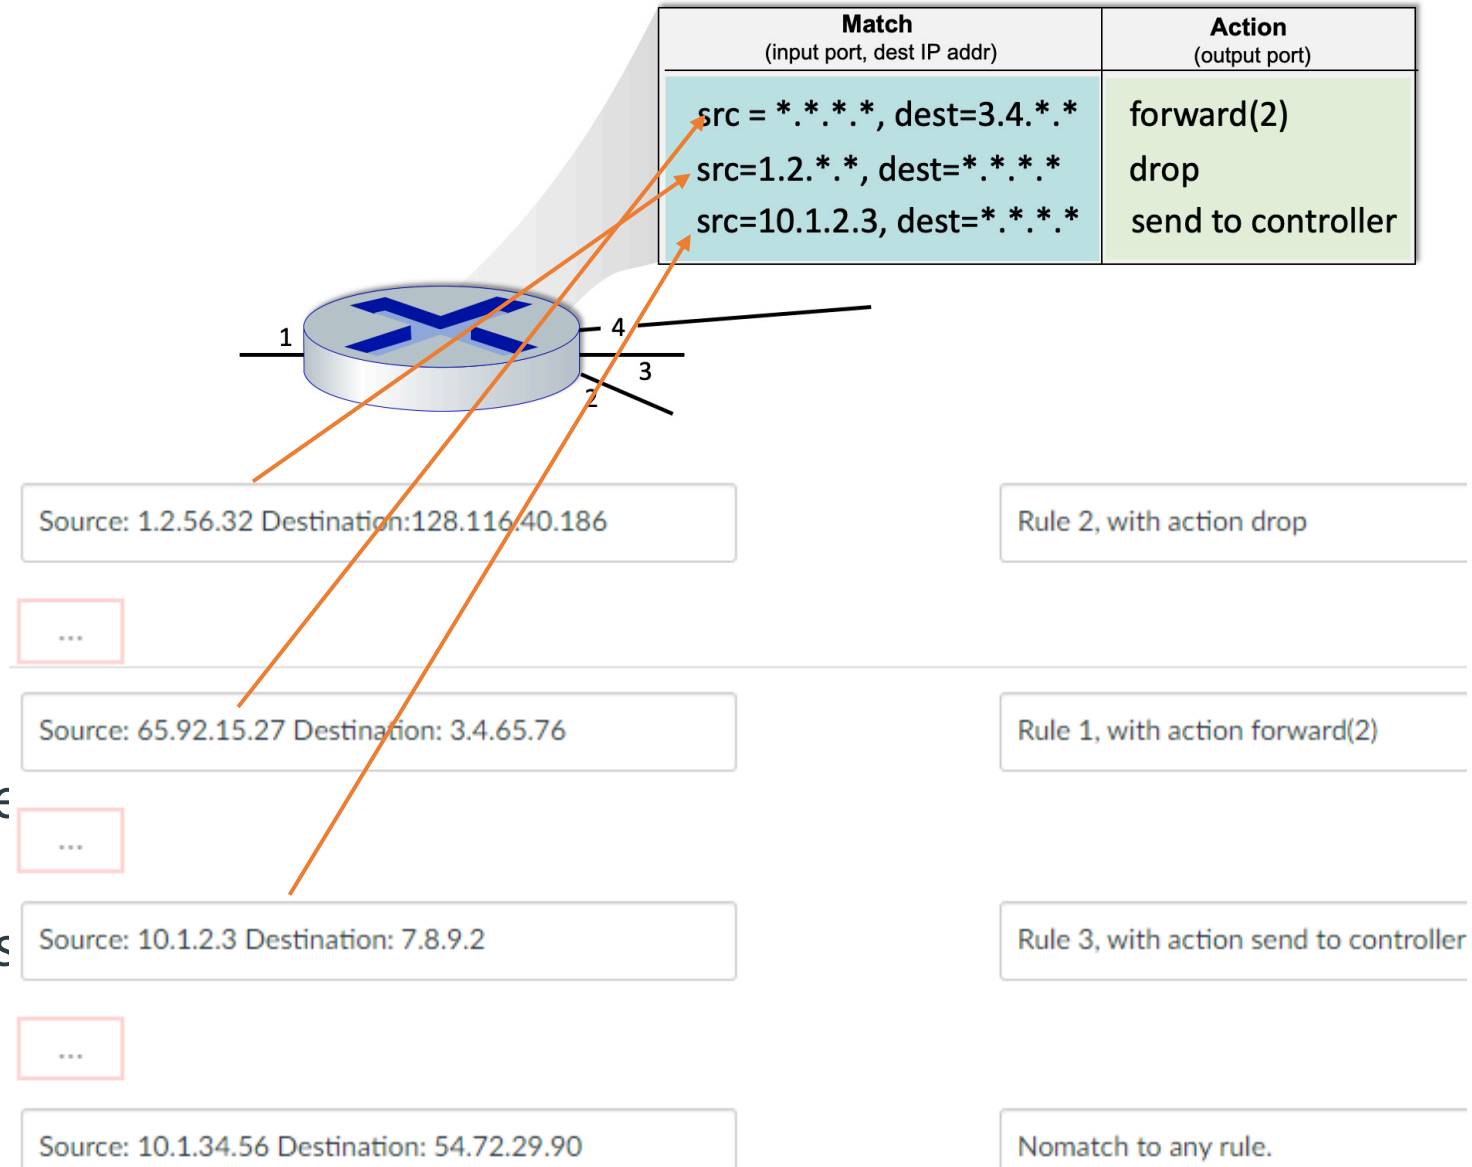 Match
(input port, dest IP addr)
Action
(output port)
src = *.*.*.*, dest=3.4.*.*
forward(2)
src=1.2.*.*, dest=*.*.*.*
drop
src=10.1.2.3, dest=*.*.*.*
send to controller
1
4
3
2
Source: 1.2.56.32 Destination:128.116.40.186
Rule 2, with action drop
...
Source: 65.92.15.27 Destination: 3.4.65.76
Rule 1, with action forward(2)
...
Source: 10.1.2.3 Destination: 7.8.9.2
Rule 3, with action send to controller
...
Source: 10.1.34.56 Destination: 54.72.29.90
Nomatch to any rule.